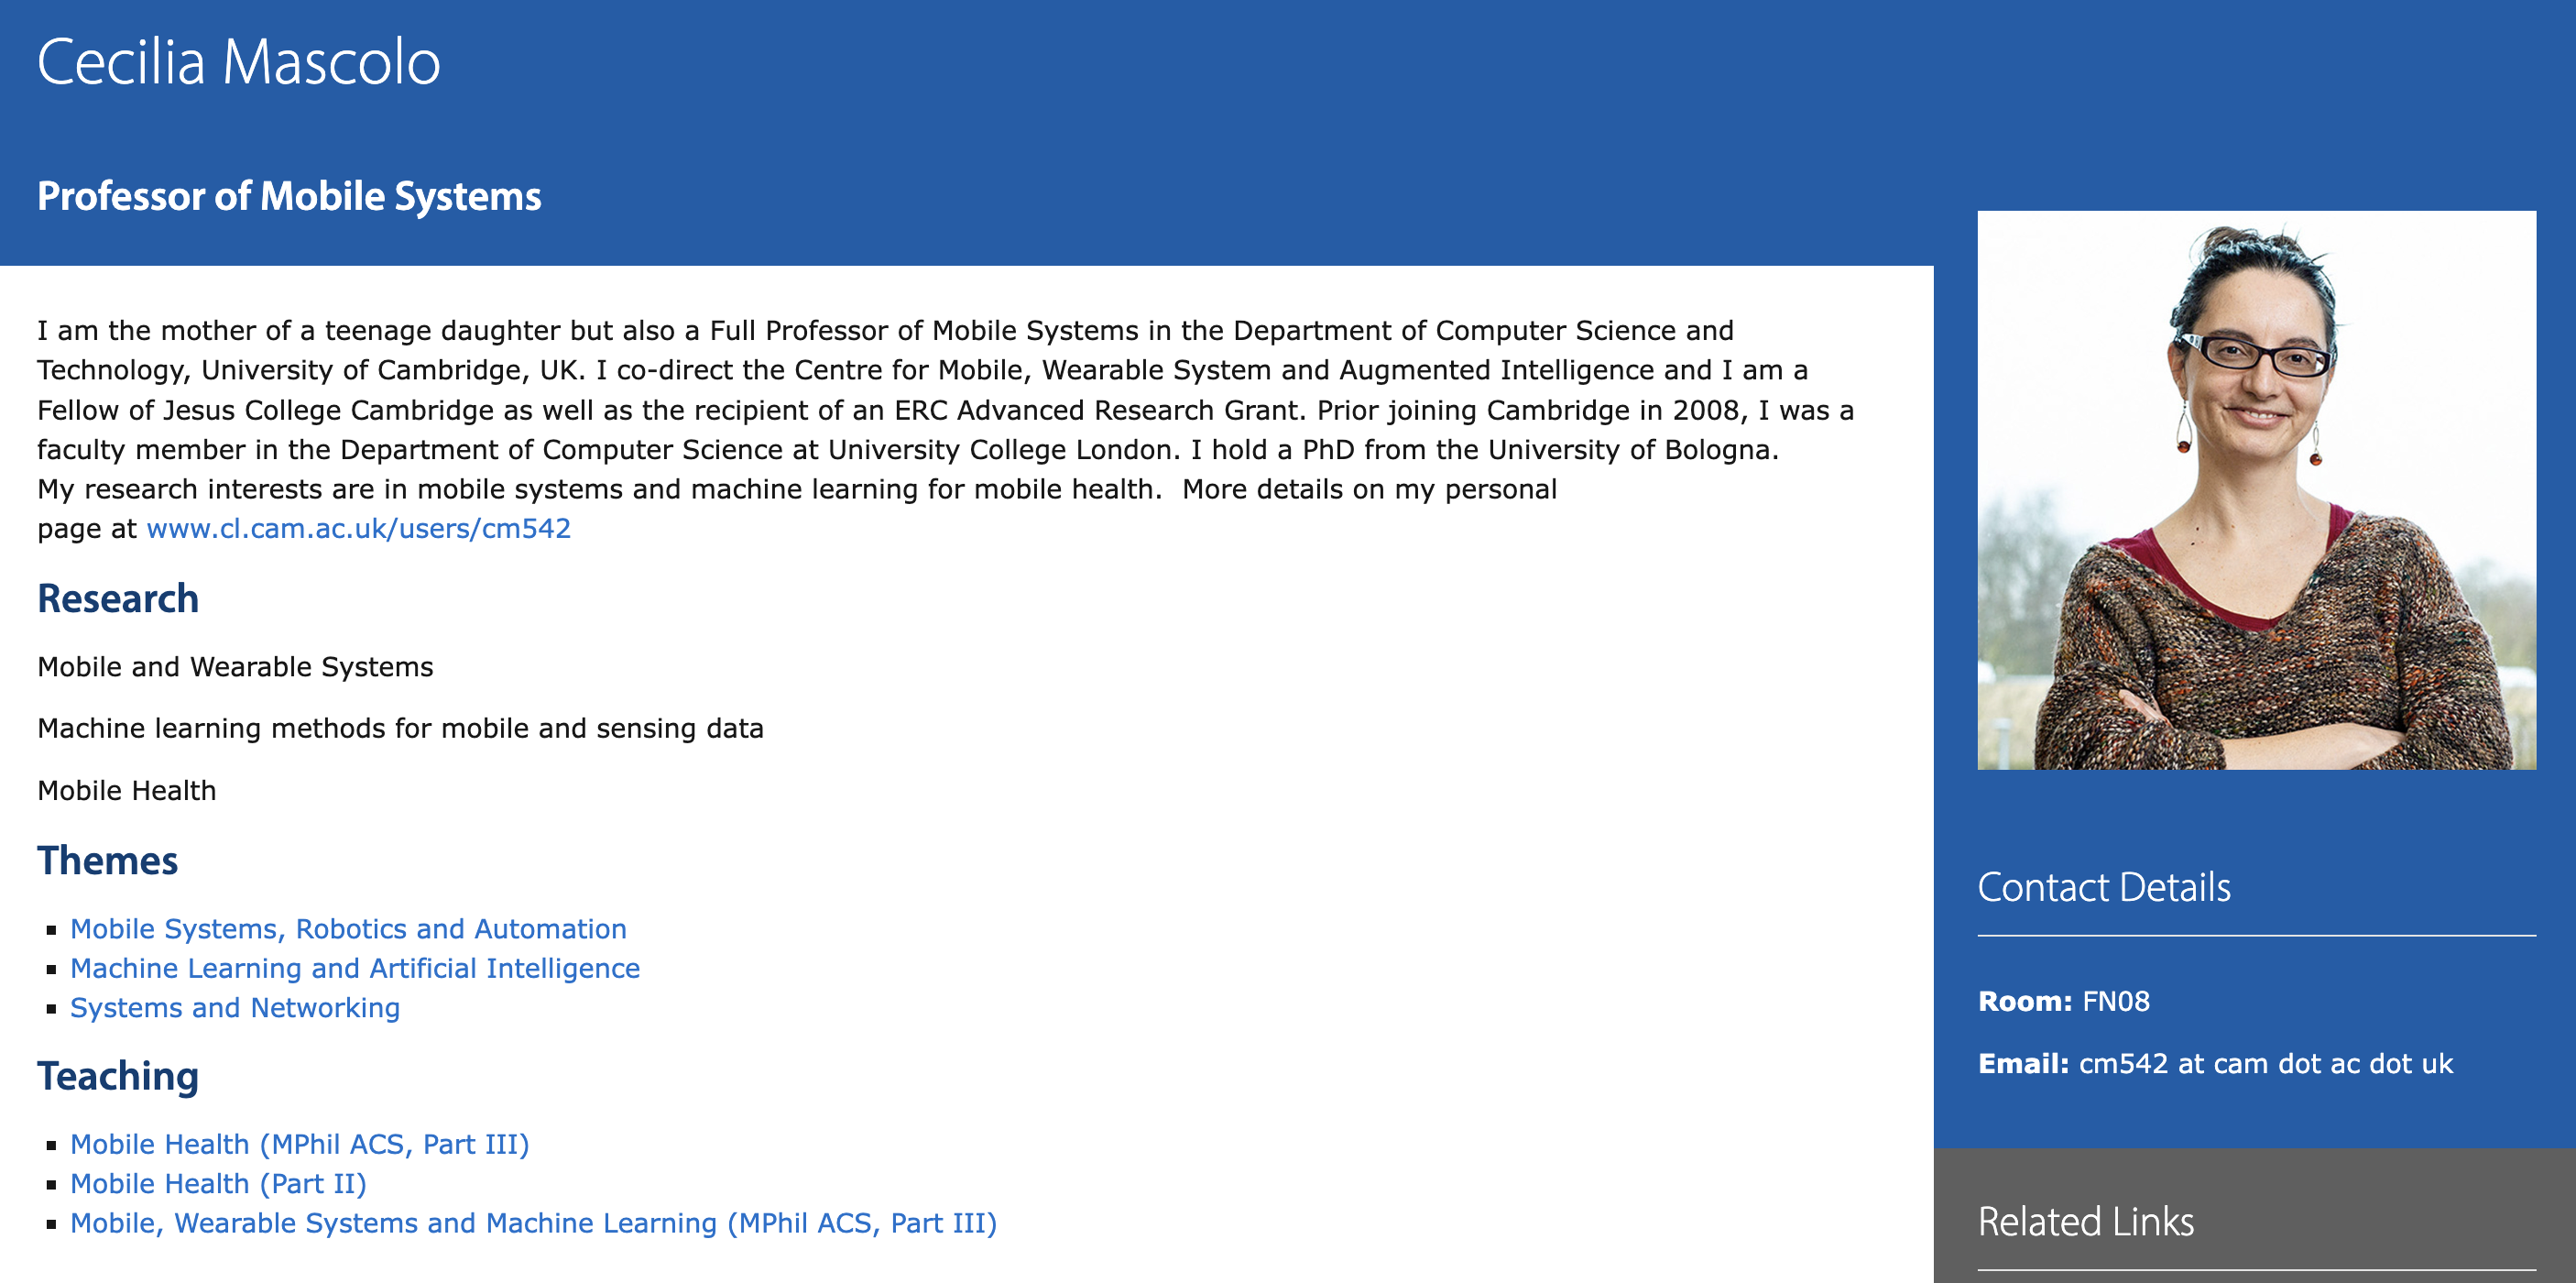 Cecilia Mascolo
Professor of Mobile Systems
I am the mother of a teenage daughter but also a Full Professor of Mobile Systems in the Department of Computer Science and
Technology, University of Cambridge, UK. I co-direct the Centre for Mobile, Wearable System and Augmented Intelligence and I am a
Fellow of Jesus College Cambridge as well as the recipient of an ERC Advanced Research Grant. Prior joining Cambridge in 2008, I was a
faculty member in the Department of Computer Science at University College London. I hold a PhD from the University of Bologna.
My research interests are in mobile systems and machine learning for mobile health.  More details on my personal
page at www.cl.cam.ac.uk/users/cm542
Research
Mobile and Wearable Systems
Machine learning methods for mobile and sensing data
Mobile Health
Themes
▪ Mobile Systems, Robotics and Automation
▪ Machine Learning and Artificial Intelligence
▪ Systems and Networking
Teaching
▪ Mobile Health (MPhil ACS, Part III)
▪ Mobile Health (Part II)
▪ Mobile, Wearable Systems and Machine Learning (MPhil ACS, Part III)
Contact Details
Room: FN08
Email: cm542 at cam dot ac dot uk
Related Links